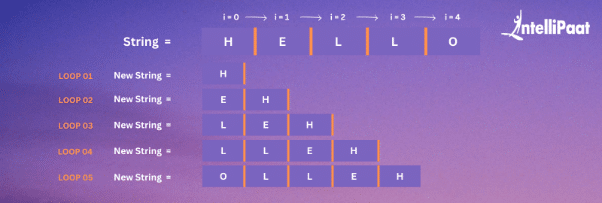 i = 0 → i = 1 → i = 2 → i = 3 → i = 4
String = H E L L O
IntelliPaat
LOOP 01 New String = H
LOOP 02 New String = E H
LOOP 03 New String = L E H
LOOP 04 New String = L L E H
LOOP 05 New String = O L L E H